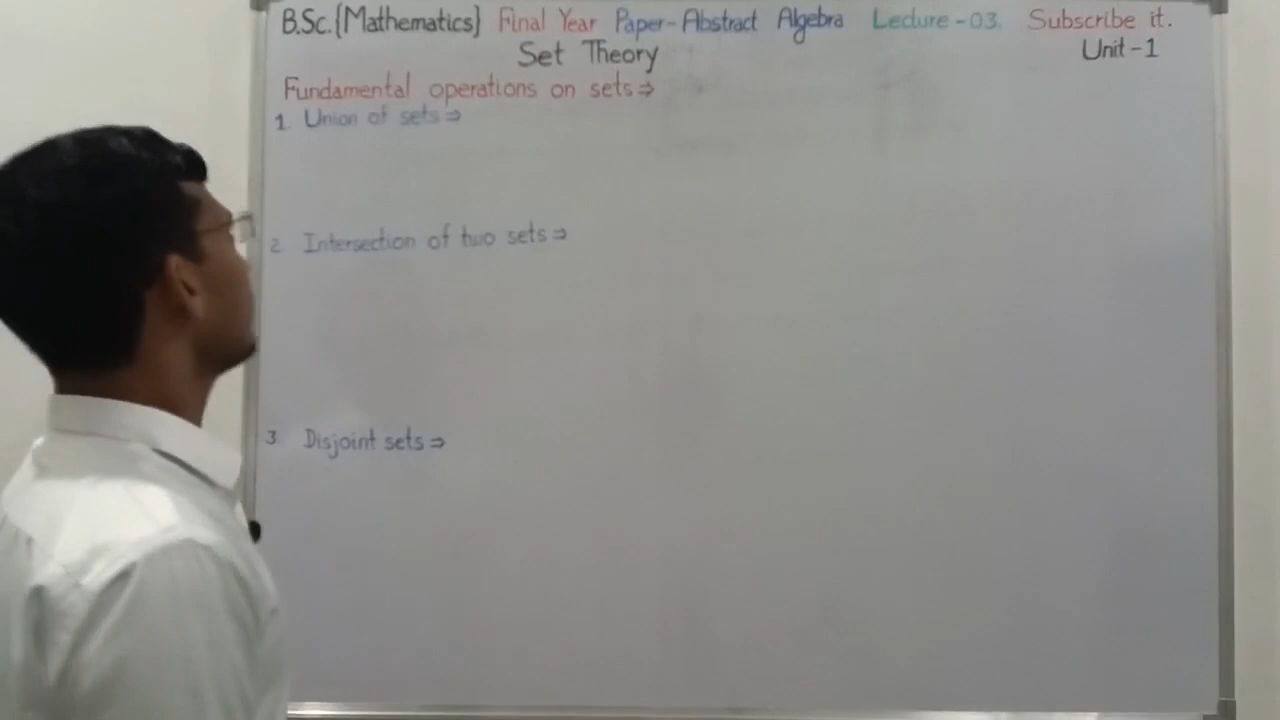 B.Sc.{Mathematics} Final Year Paper-Abstract Algebra Lecture-03. Subscribe it.
Set Theory Unit-1
Fundamental operations on sets⇒
1. Union of sets⇒
2. Intersection of two sets⇒
3. Disjoint sets⇒